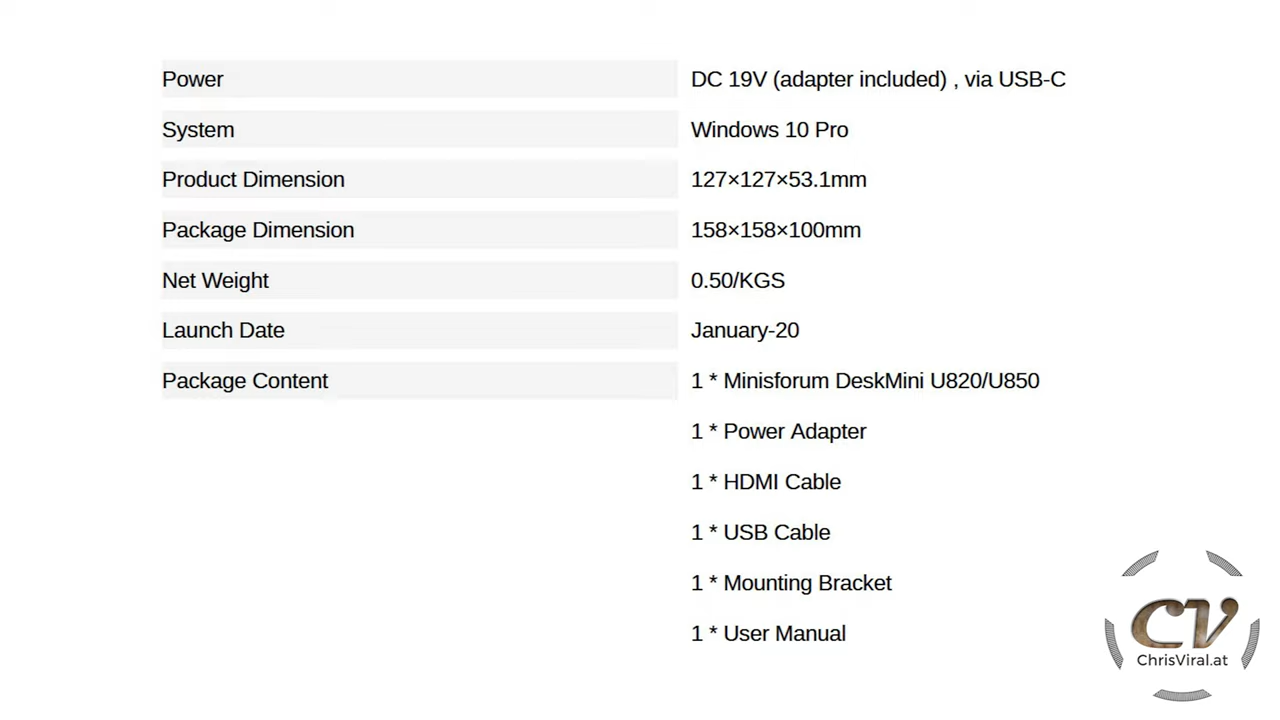 Power DC 19V (adapter included) , via USB-C
System Windows 10 Pro
Product Dimension 127×127×53.1mm
Package Dimension 158×158×100mm
Net Weight 0.50/KGS
Launch Date January-20
Package Content 1 * Minisforum DeskMini U820/U850
1 * Power Adapter
1 * HDMI Cable
1 * USB Cable
1 * Mounting Bracket
1 * User Manual
CV
ChrisViral.at